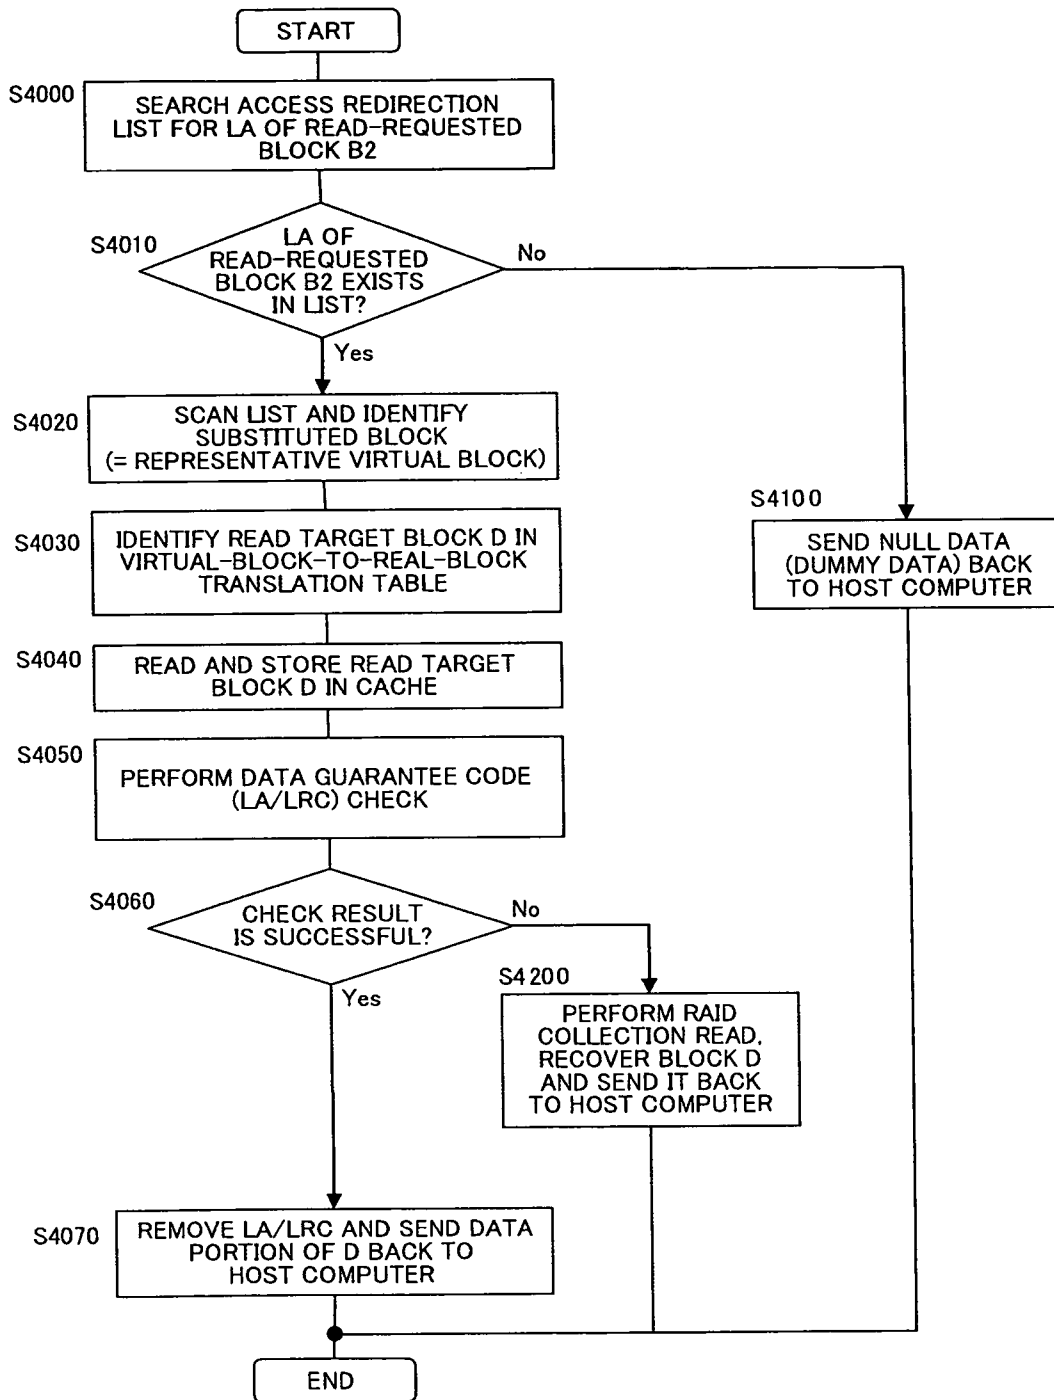 START
S4000
SEARCH ACCESS REDIRECTION
LIST FOR LA OF READ-REQUESTED
BLOCK B2
S4010
LA OF
READ-REQUESTED
BLOCK B2 EXISTS
IN LIST?
No
Yes
S4020
SCAN LIST AND IDENTIFY
SUBSTITUTED BLOCK
(= REPRESENTATIVE VIRTUAL BLOCK)
S4030
IDENTIFY READ TARGET BLOCK D IN
VIRTUAL-BLOCK-TO-REAL-BLOCK
TRANSLATION TABLE
S4100
SEND NULL DATA
(DUMMY DATA) BACK
TO HOST COMPUTER
S4040
READ AND STORE READ TARGET
BLOCK D IN CACHE
S4050
PERFORM DATA GUARANTEE CODE
(LA/LRC) CHECK
S4060
CHECK RESULT
IS SUCCESSFUL?
No
Yes
S4200
PERFORM RAID
COLLECTION READ,
RECOVER BLOCK D
AND SEND IT BACK
TO HOST COMPUTER
S4070
REMOVE LA/LRC AND SEND DATA
PORTION OF D BACK TO
HOST COMPUTER
END